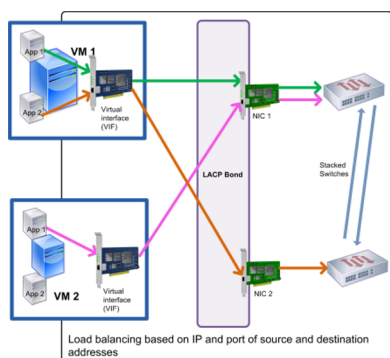 App 1
VM 1
App 2
Virtual
interface
(VIF)
NIC 1
LACP Bond
Stacked
Switches
App 1
VM 2
App 2
Virtual
interface
(VIF)
NIC 2
Load balancing based on IP and port of source and destination
addresses